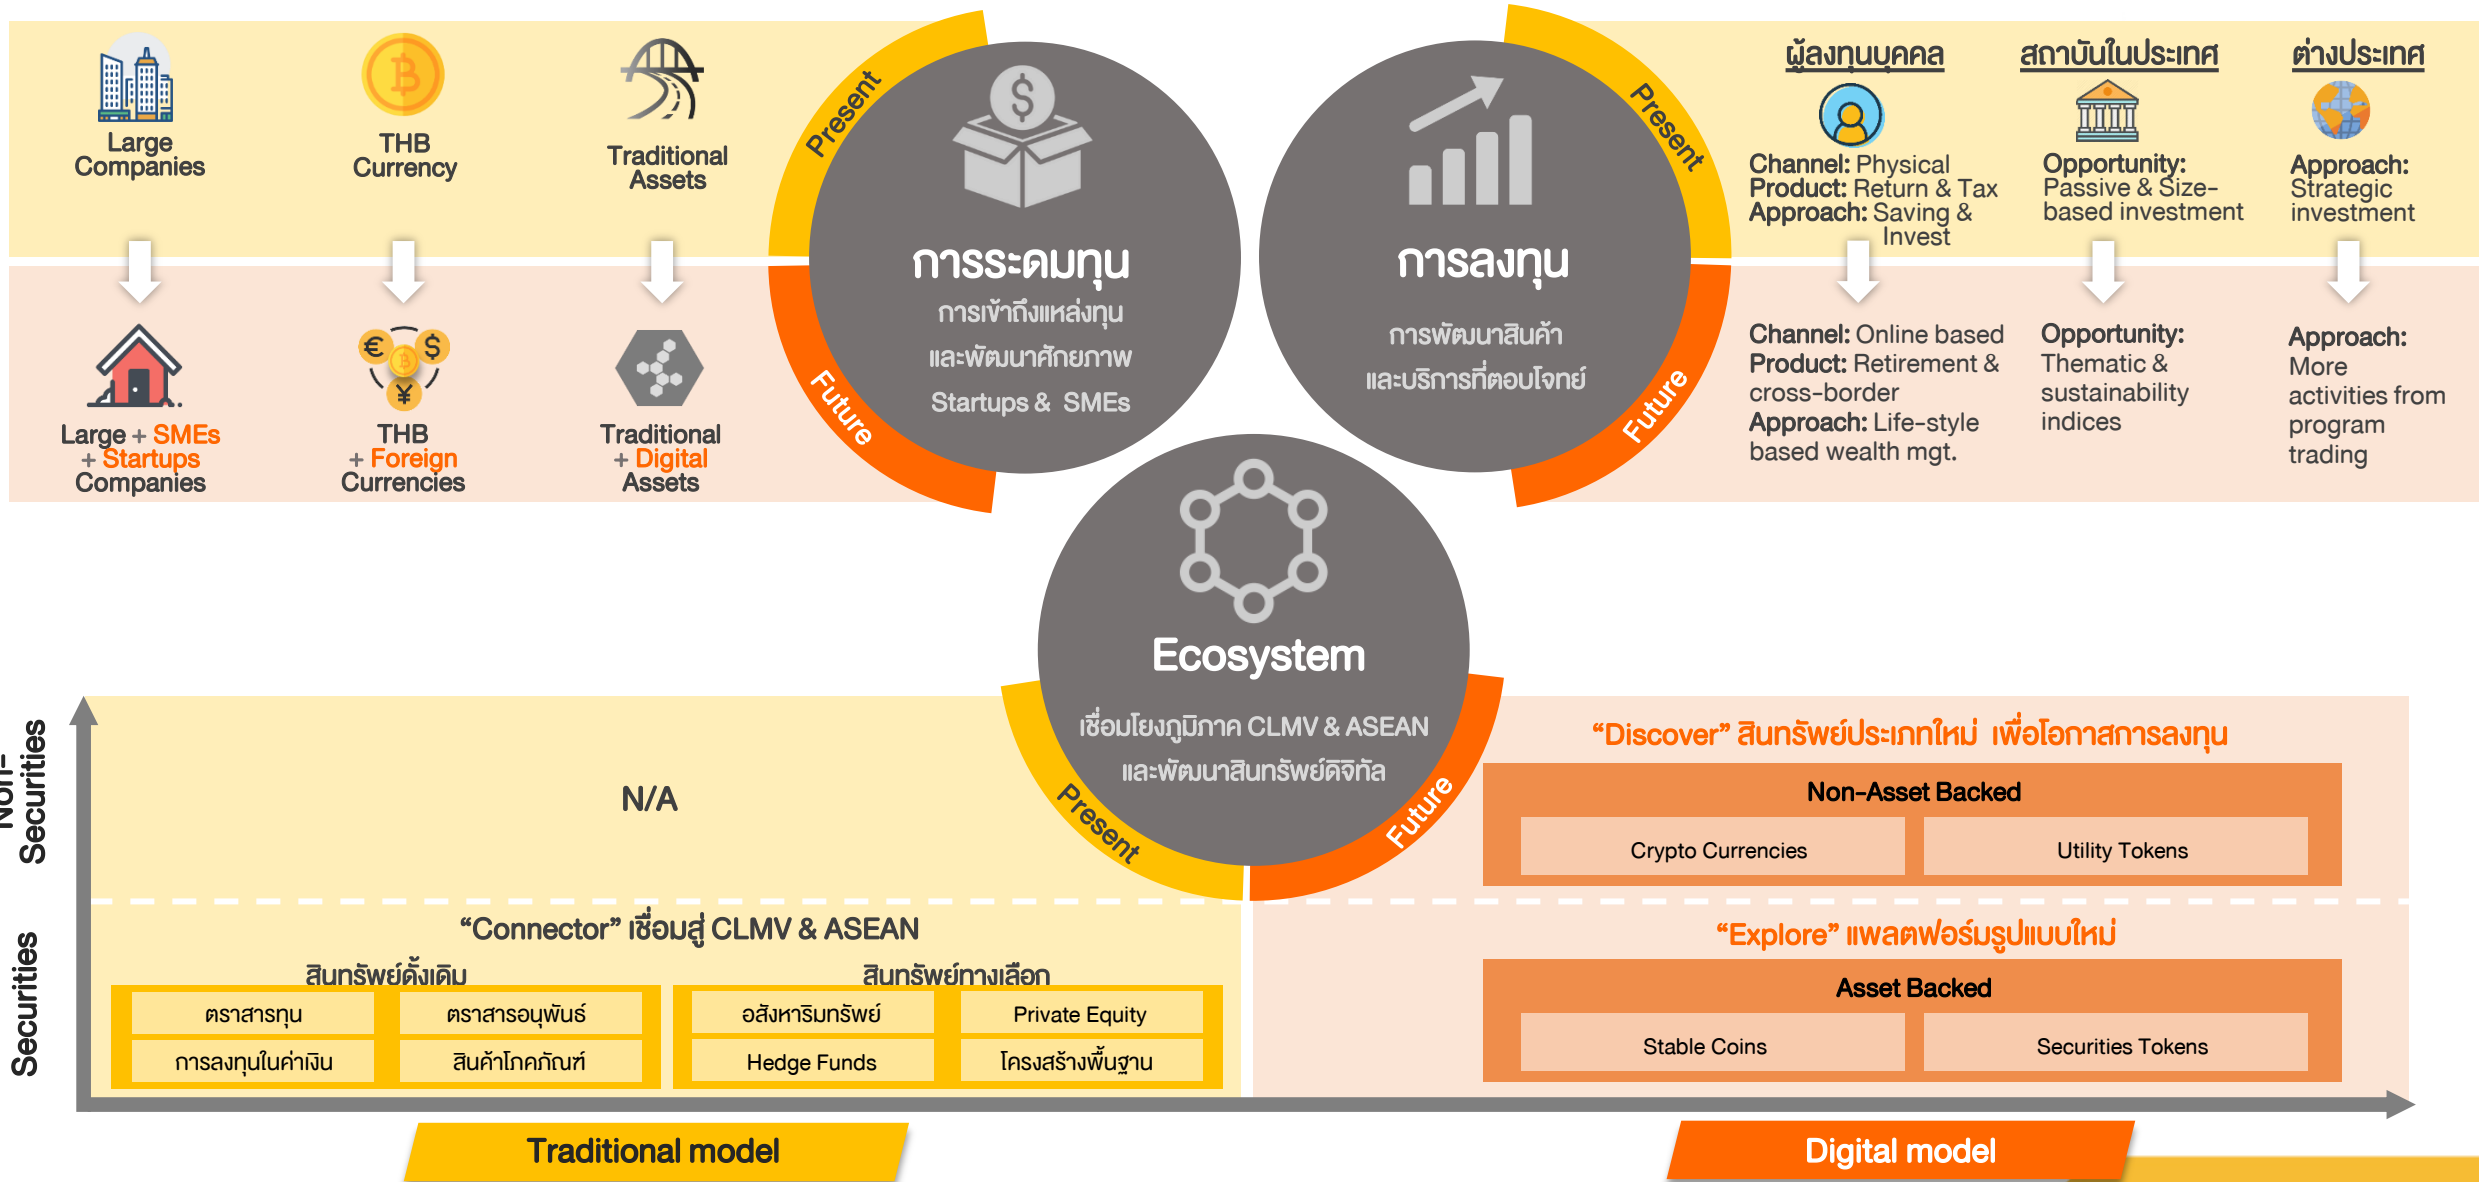 Large
Companies
THB
Currency
Traditional
Assets
Large + SMEs
+ Startups
Companies
THB
+ Foreign
Currencies
Traditional
+ Digital
Assets
Present
Future
การระดมทุน
การเข้าถึงแหล่งทุน
และพัฒนาศักยภาพ
Startups & SMEs
การลงทุน
การพัฒนาสินค้า
และบริการที่ตอบโจทย์
Present
Future
ผู้ลงทุนบุคคล
Channel: Physical
Product: Return & Tax
Approach: Saving &
Invest
สถาบันในประเทศ
Opportunity:
Passive & Size-
based investment
ต่างประเทศ
Approach:
Strategic
investment
Channel: Online based
Product: Retirement &
cross-border
Approach: Life-style
based wealth mgt.
Opportunity:
Thematic &
sustainability
indices
Approach:
More
activities from
program
trading
Ecosystem
เชื่อมโยงภูมิภาค CLMV & ASEAN
และพัฒนาสินทรัพย์ดิจิทัล
Present
Future
Non-
Securities
N/A
"Discover" สินทรัพย์ประเภทใหม่ เพื่อโอกาสการลงทุน
Non-Asset Backed
Crypto Currencies
Utility Tokens
Securities
"Connector" เชื่อมสู่ CLMV & ASEAN
สินทรัพย์ดั้งเดิม
ตราสารทุน
ตราสารอนุพันธ์
การลงทุนในค่าเงิน
สินค้าโภคภัณฑ์
สินทรัพย์ทางเลือก
อสังหาริมทรัพย์
Private Equity
Hedge Funds
โครงสร้างพื้นฐาน
"Explore" แพลตฟอร์มรูปแบบใหม่
Asset Backed
Stable Coins
Securities Tokens
Traditional model
Digital model